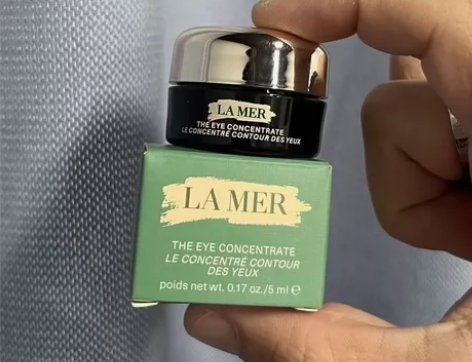 LA MER
THE EYE CONCENTRATE
LE CONCENTRÉ CONTOUR DES YEUX
LA MER
THE EYE CONCENTRATE
LE CONCENTRÉ CONTOUR
DES YEUX
poids net wt. 0.17 oz./5 ml ℮